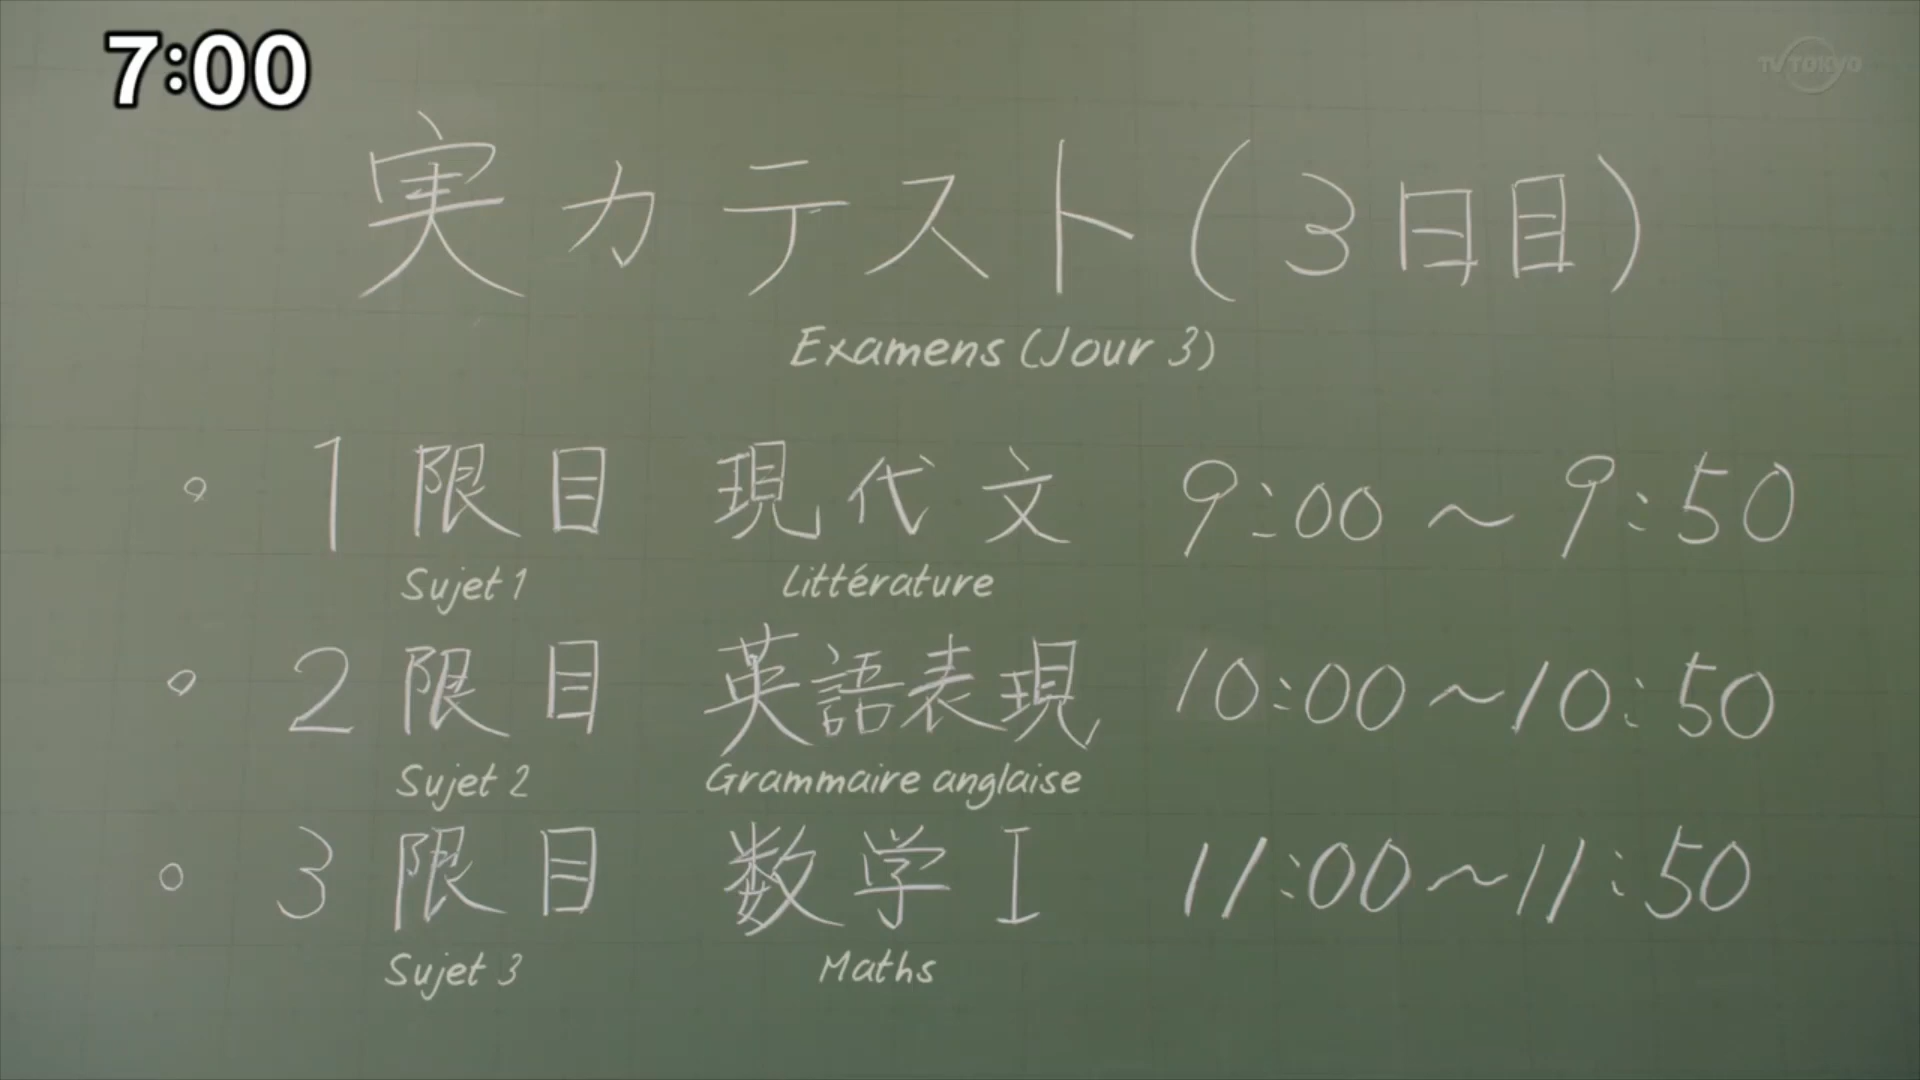 7:00
TV TOKYO
実力テスト(3日目)
Examens (Jour 3)
。1限目 現代文 9:00～9:50
Sujet 1 Littérature
。2限目 英語表現 10:00～10:50
Sujet 2 Grammaire anglaise
。3限目 数学I 11:00～11:50
Sujet 3 Maths